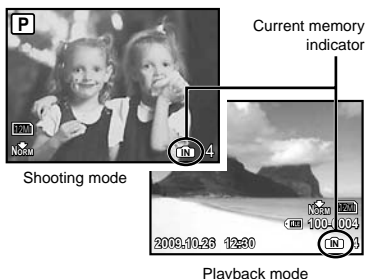 P
Current memory
indicator
12M
NORM
IN 4
Shooting mode
NORM 12M
100-0004
2009.10.26 12:30
IN 4
Playback mode